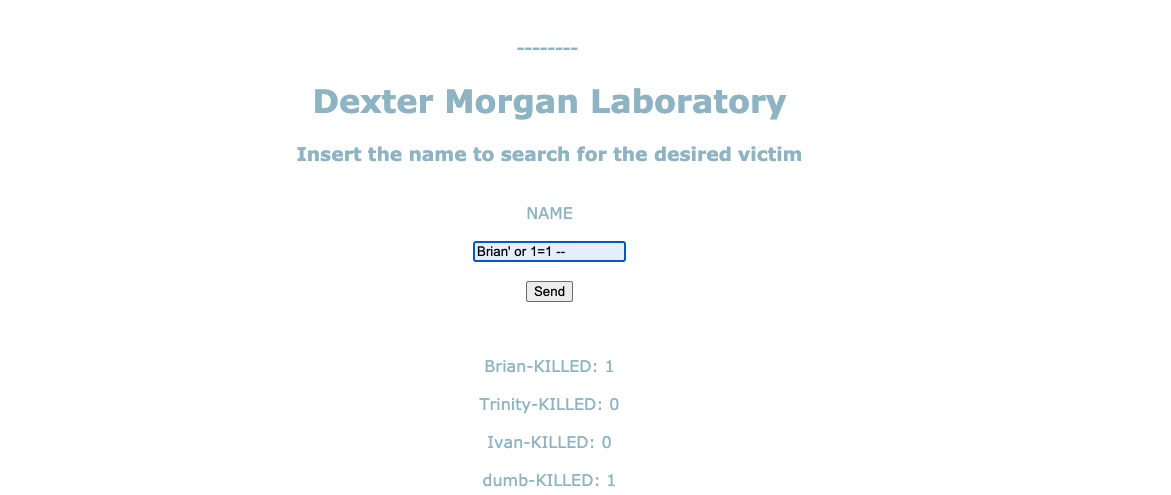 --------
Dexter Morgan Laboratory
Insert the name to search for the desired victim
NAME
Brian' or 1=1 --
Send
Brian-KILLED: 1
Trinity-KILLED: 0
Ivan-KILLED: 0
dumb-KILLED: 1